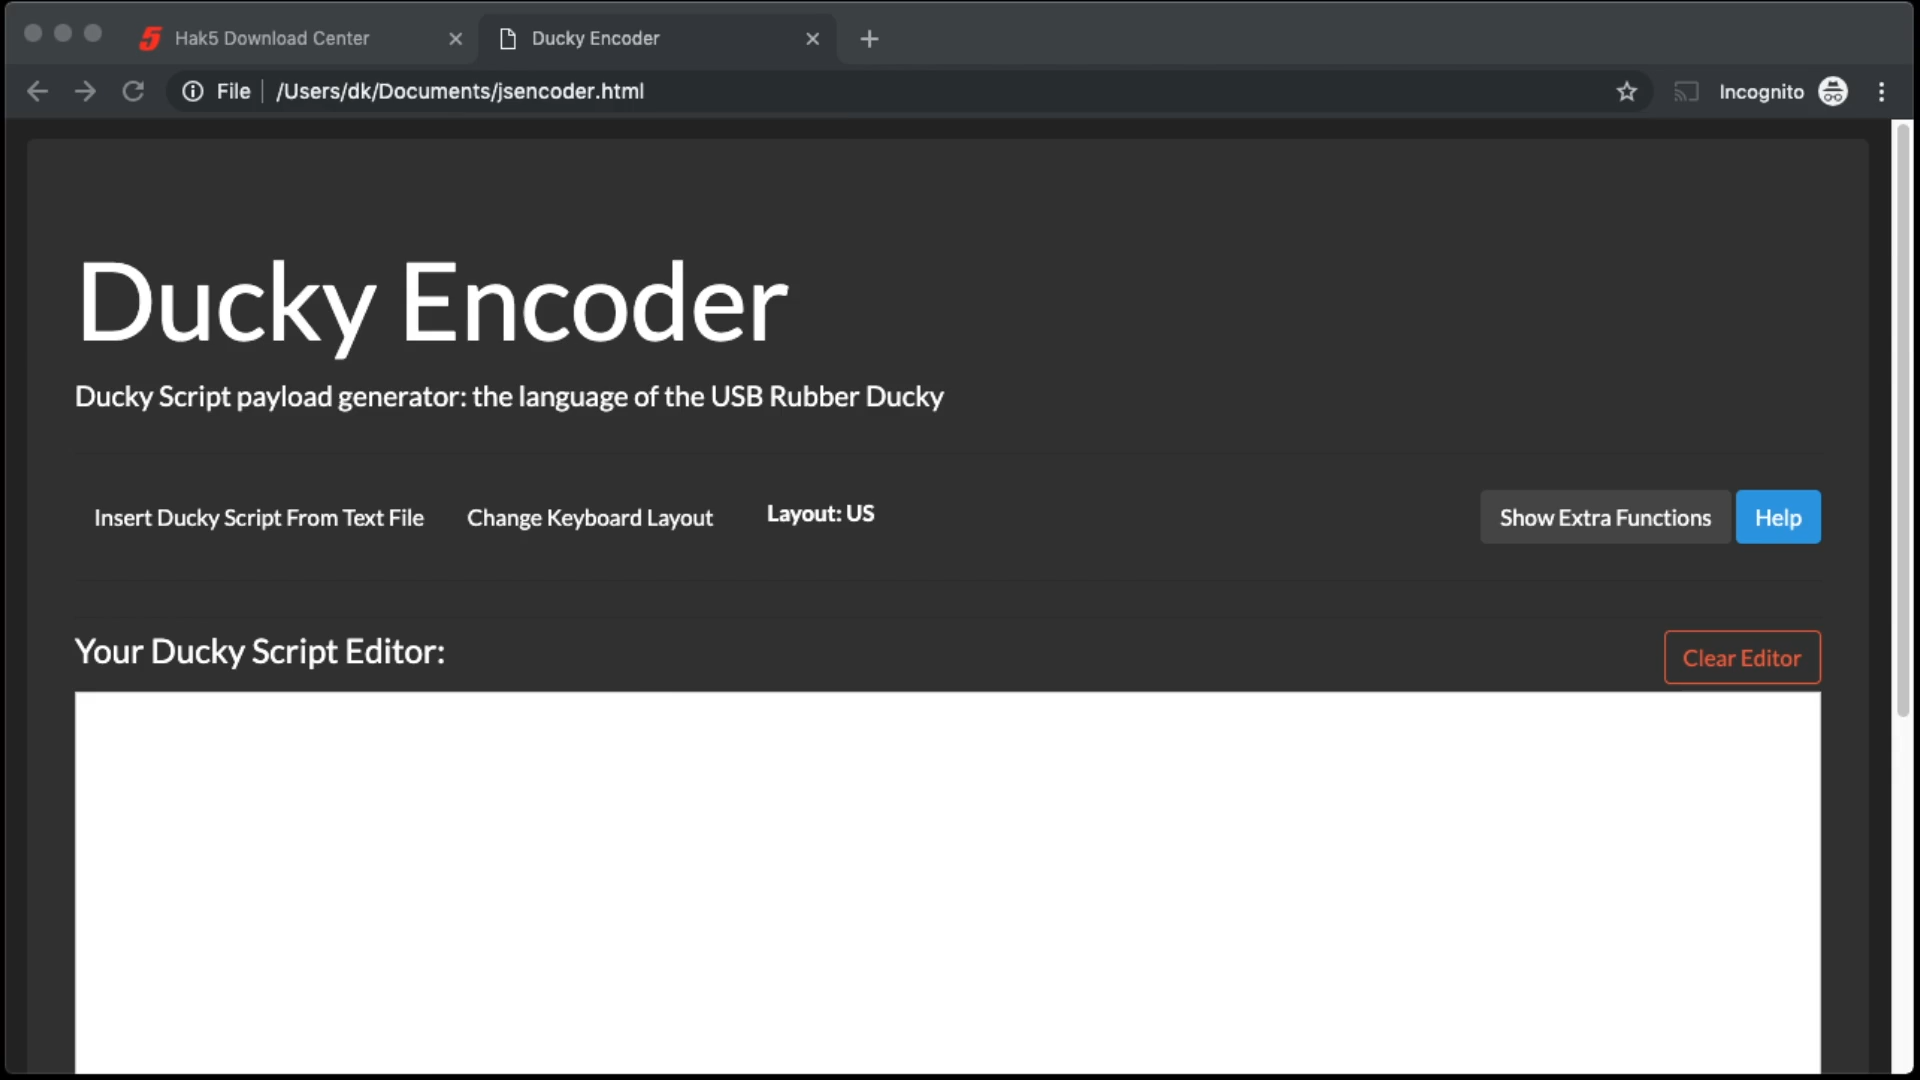 Hak5 Download Center
Ducky Encoder
File /Users/dk/Documents/jsencoder.html
Incognito
Ducky Encoder
Ducky Script payload generator: the language of the USB Rubber Ducky
Insert Ducky Script From Text File
Change Keyboard Layout
Layout: US
Show Extra Functions
Help
Your Ducky Script Editor:
Clear Editor